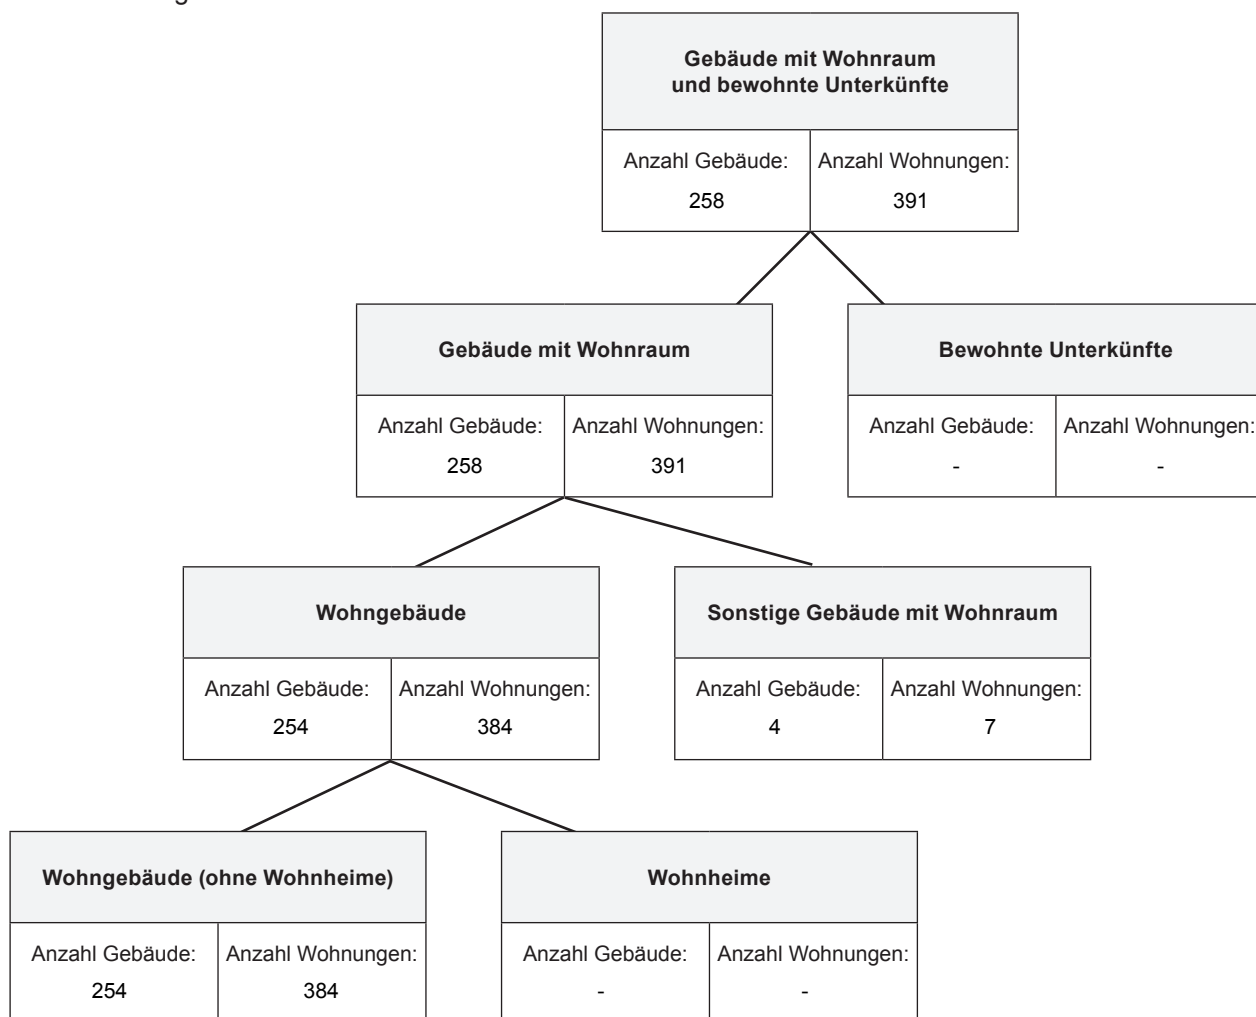 Gebäude mit Wohnraum
und bewohnte Unterkünfte
Anzahl Gebäude: Anzahl Wohnungen:
258 391
Gebäude mit Wohnraum
Anzahl Gebäude: Anzahl Wohnungen:
258 391
Bewohnte Unterkünfte
Anzahl Gebäude: Anzahl Wohnungen:
- -
Wohngebäude
Anzahl Gebäude: Anzahl Wohnungen:
254 384
Sonstige Gebäude mit Wohnraum
Anzahl Gebäude: Anzahl Wohnungen:
4 7
Wohngebäude (ohne Wohnheime)
Anzahl Gebäude: Anzahl Wohnungen:
254 384
Wohnheime
Anzahl Gebäude: Anzahl Wohnungen:
- -